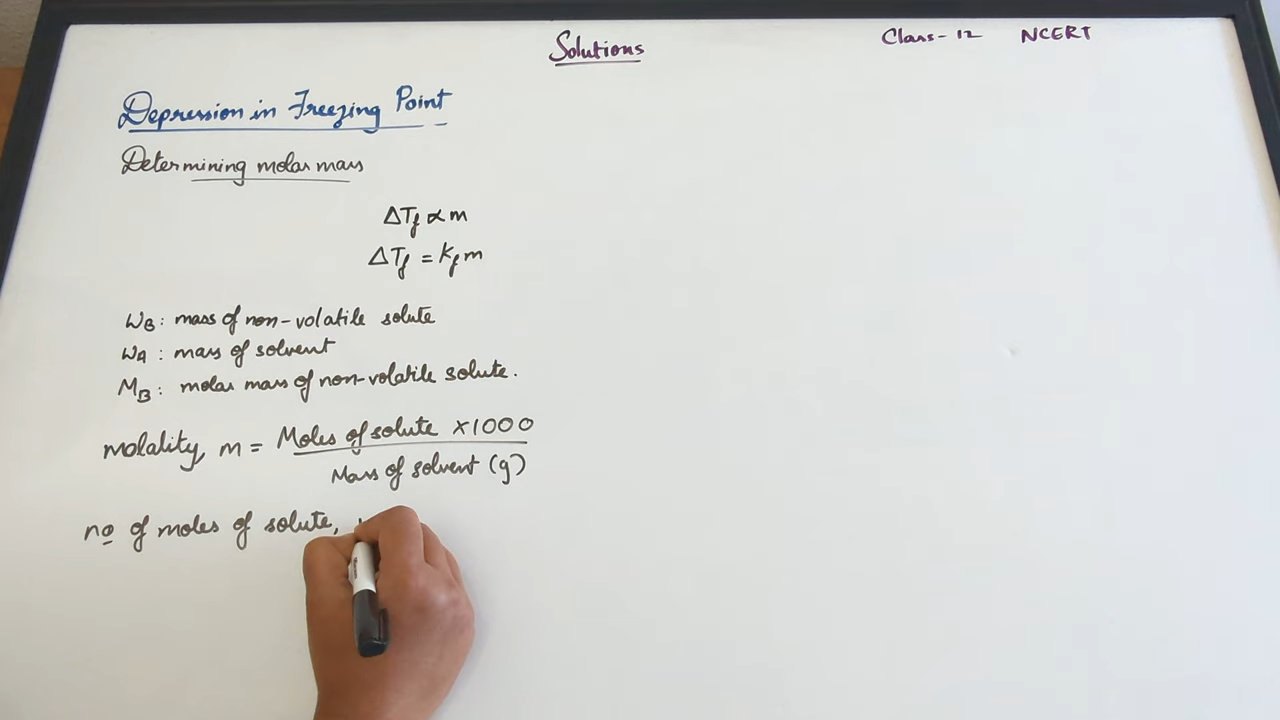 Solutions
Class-12 NCERT
Depression in Freezing Point
Determining molar mass
ΔTf ∝ m
ΔTf = Kf m
WB : mass of non-volatile solute
WA : mass of solvent
MB : molar mass of non-volatile solute.
molality, m = Moles of solute ×1000
Mass of solvent (g)
no of moles of solute,